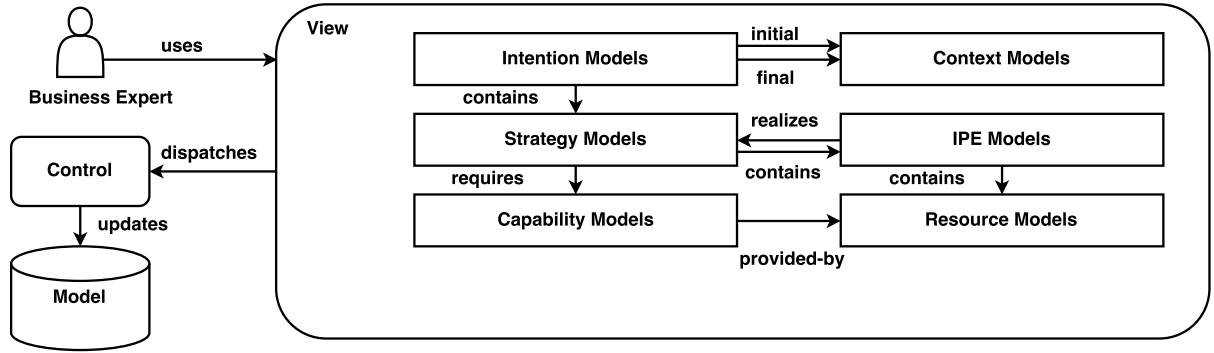 View
uses
Business Expert
Intention Models
initial
final
Context Models
contains
Strategy Models
realizes
contains
IPE Models
requires
contains
Capability Models
provided-by
Resource Models
dispatches
Control
updates
Model